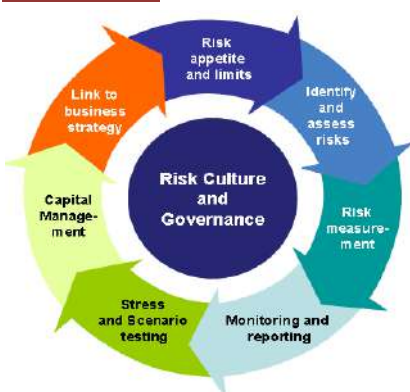 Risk
appetite
and limits
Identify
and
assess
risks
Risk
measure-
ment
Monitoring and
reporting
Stress
and Scenario
testing
Capital
Manage-
ment
Link to
business
strategy
Risk Culture
and
Governance